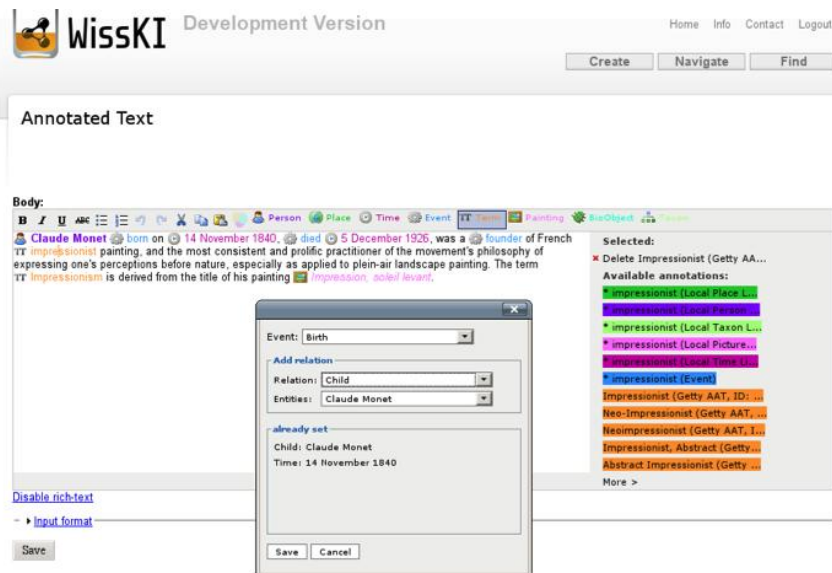 WissKI Development Version
Home Info Contact Logout
Create Navigate Find
Annotated Text
Body:
B I U ABC Person Place Time Event TT Term Painting BioObject Taxon
Claude Monet born on 14 November 1840, died 5 December 1926, was a founder of French
TT impressionist painting, and the most consistent and prolific practitioner of the movement's philosophy of
expressing one's perceptions before nature, especially as applied to plein-air landscape painting. The term
TT Impressionism is derived from the title of his painting Impression, soleil levant.
Selected:
Delete Impressionist (Getty AA...
Available annotations:
* impressionist (Local Place L...
* impressionist (Local Person ...
* impressionist (Local Taxon L...
* impressionist (Local Picture...
* impressionist (Local Time Li...
* impressionist (Event)
Impressionist (Getty AAT, ID: ...
Neo-Impressionist (Getty AAT, ...
Neoimpressionist (Getty AAT, I...
Impressionist, Abstract (Getty...
Abstract Impressionist (Getty ...
More >
Event: Birth
Add relation
Relation: Child
Entities: Claude Monet
already set
Child: Claude Monet
Time: 14 November 1840
Save Cancel
Disable rich-text
Input format
Save